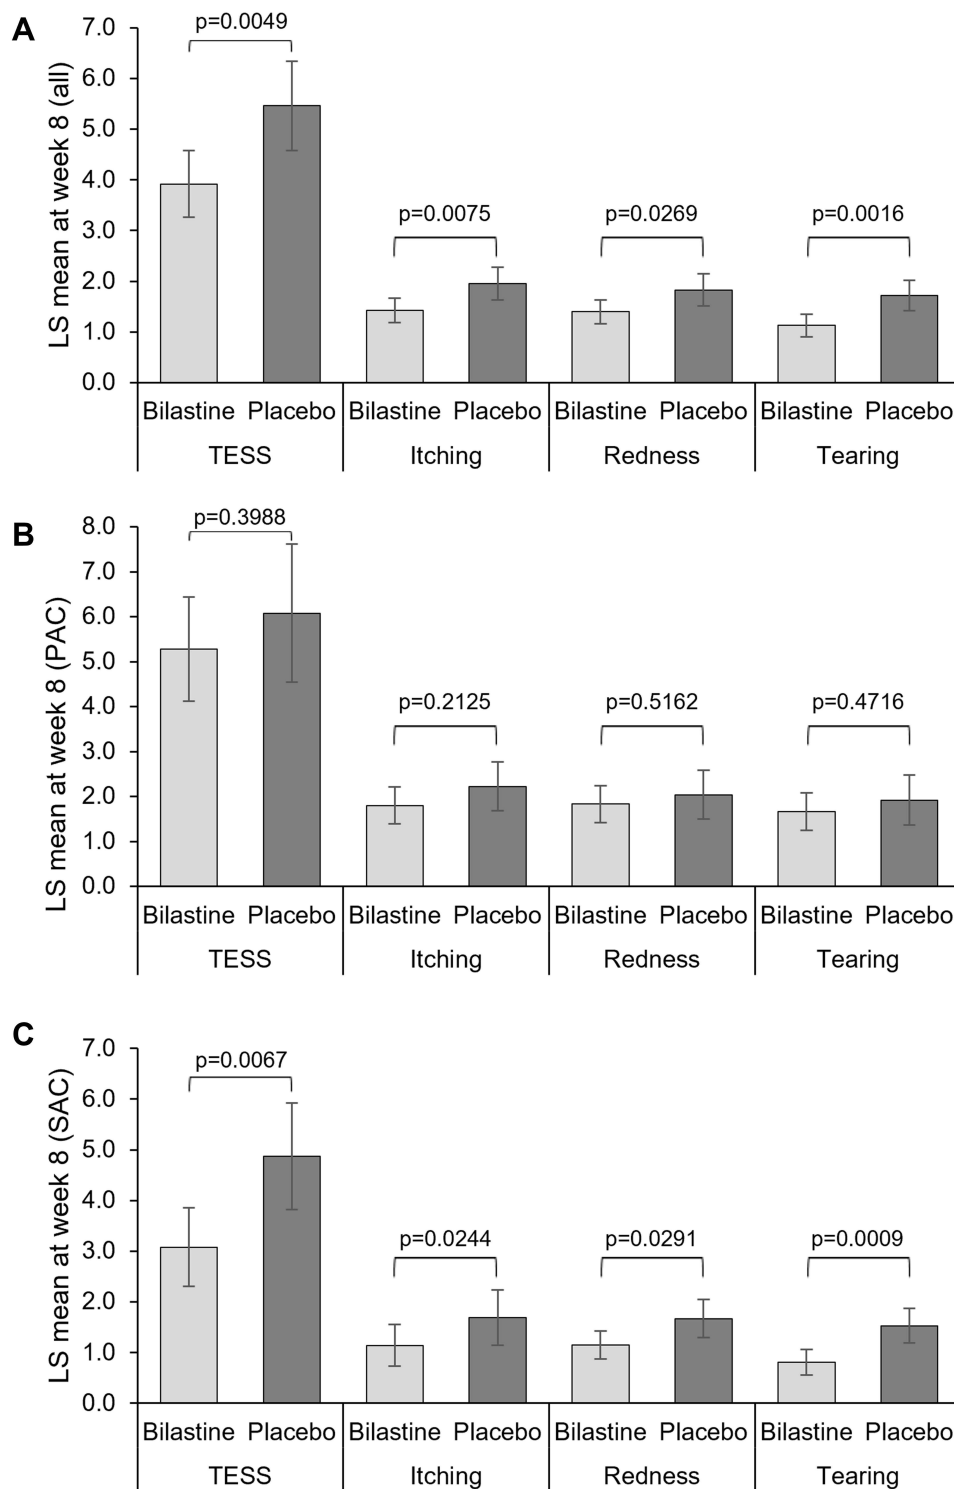 A
LS mean at week 8 (all)
7.0
6.0
5.0
4.0
3.0
2.0
1.0
0.0
p=0.0049
p=0.0075
p=0.0269
p=0.0016
Bilastine Placebo Bilastine Placebo Bilastine Placebo Bilastine Placebo
TESS Itching Redness Tearing
B
LS mean at week 8 (PAC)
8.0
7.0
6.0
5.0
4.0
3.0
2.0
1.0
0.0
p=0.3988
p=0.2125
p=0.5162
p=0.4716
Bilastine Placebo Bilastine Placebo Bilastine Placebo Bilastine Placebo
TESS Itching Redness Tearing
C
LS mean at week 8 (SAC)
7.0
6.0
5.0
4.0
3.0
2.0
1.0
0.0
p=0.0067
p=0.0244
p=0.0291
p=0.0009
Bilastine Placebo Bilastine Placebo Bilastine Placebo Bilastine Placebo
TESS Itching Redness Tearing